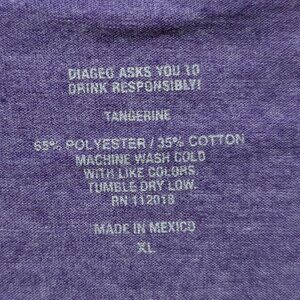 DIAGEO ASKS YOU TO
DRINK RESPONSIBLY!
TANGERINE
65% POLYESTER / 35% COTTON
MACHINE WASH COLD
WITH LIKE COLORS.
TUMBLE DRY LOW.
RN 112018
MADE IN MEXICO
XL